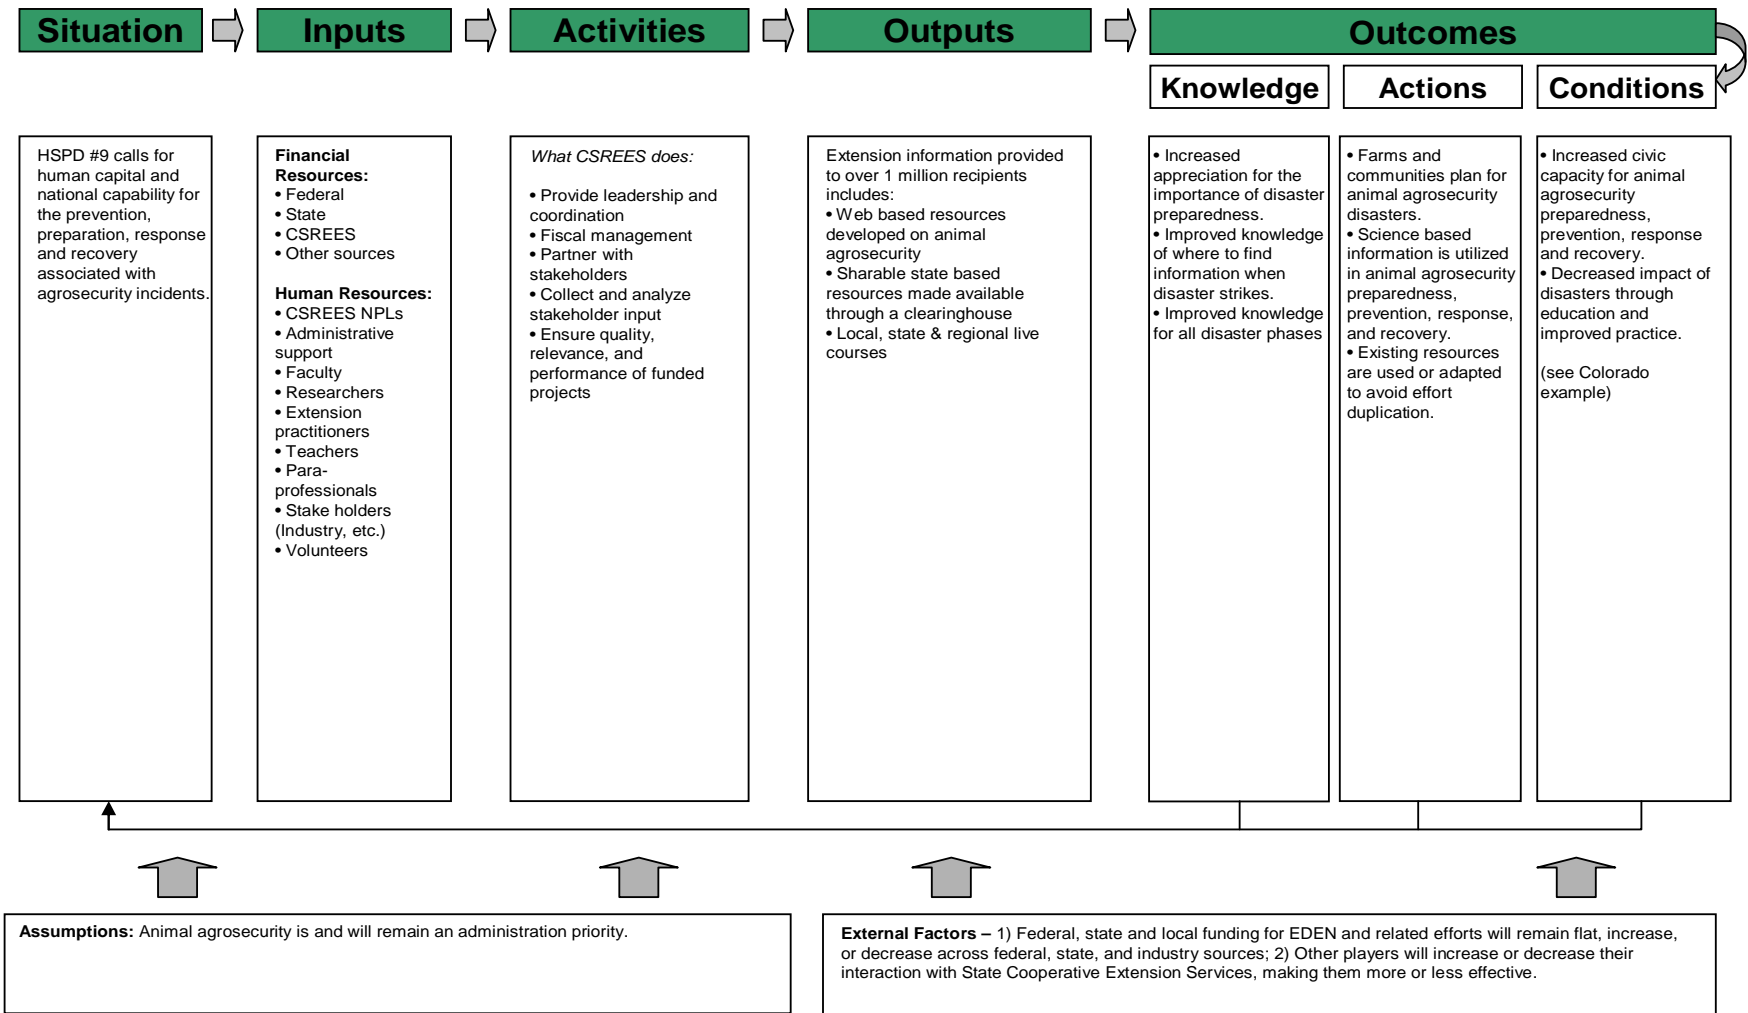 Situation
Inputs
Activities
Outputs
Outcomes
Knowledge
Actions
Conditions
HSPD #9 calls for
human capital and
national capability for
the prevention,
preparation, response
and recovery
associated with
agrosecurity incidents.
Financial
Resources:
• Federal
• State
• CSREES
• Other sources
Human Resources:
• CSREES NPLs
• Administrative
support
• Faculty
• Researchers
• Extension
practitioners
• Teachers
• Para-
professionals
• Stake holders
(Industry, etc.)
• Volunteers
What CSREES does:
• Provide leadership and
coordination
• Fiscal management
• Partner with
stakeholders
• Collect and analyze
stakeholder input
• Ensure quality,
relevance, and
performance of funded
projects
Extension information provided
to over 1 million recipients
includes:
• Web based resources
developed on animal
agrosecurity
• Sharable state based
resources made available
through a clearinghouse
• Local, state & regional live
courses
• Increased
appreciation for the
importance of disaster
preparedness.
• Improved knowledge
of where to find
information when
disaster strikes.
• Improved knowledge
for all disaster phases
• Farms and
communities plan for
animal agrosecurity
disasters.
• Science based
information is utilized
in animal agrosecurity
preparedness,
prevention, response,
and recovery.
• Existing resources
are used or adapted
to avoid effort
duplication.
• Increased civic
capacity for animal
agrosecurity
preparedness,
prevention, response
and recovery.
• Decreased impact of
disasters through
education and
improved practice.
(see Colorado
example)
Assumptions: Animal agrosecurity is and will remain an administration priority.
External Factors – 1) Federal, state and local funding for EDEN and related efforts will remain flat, increase,
or decrease across federal, state, and industry sources; 2) Other players will increase or decrease their
interaction with State Cooperative Extension Services, making them more or less effective.